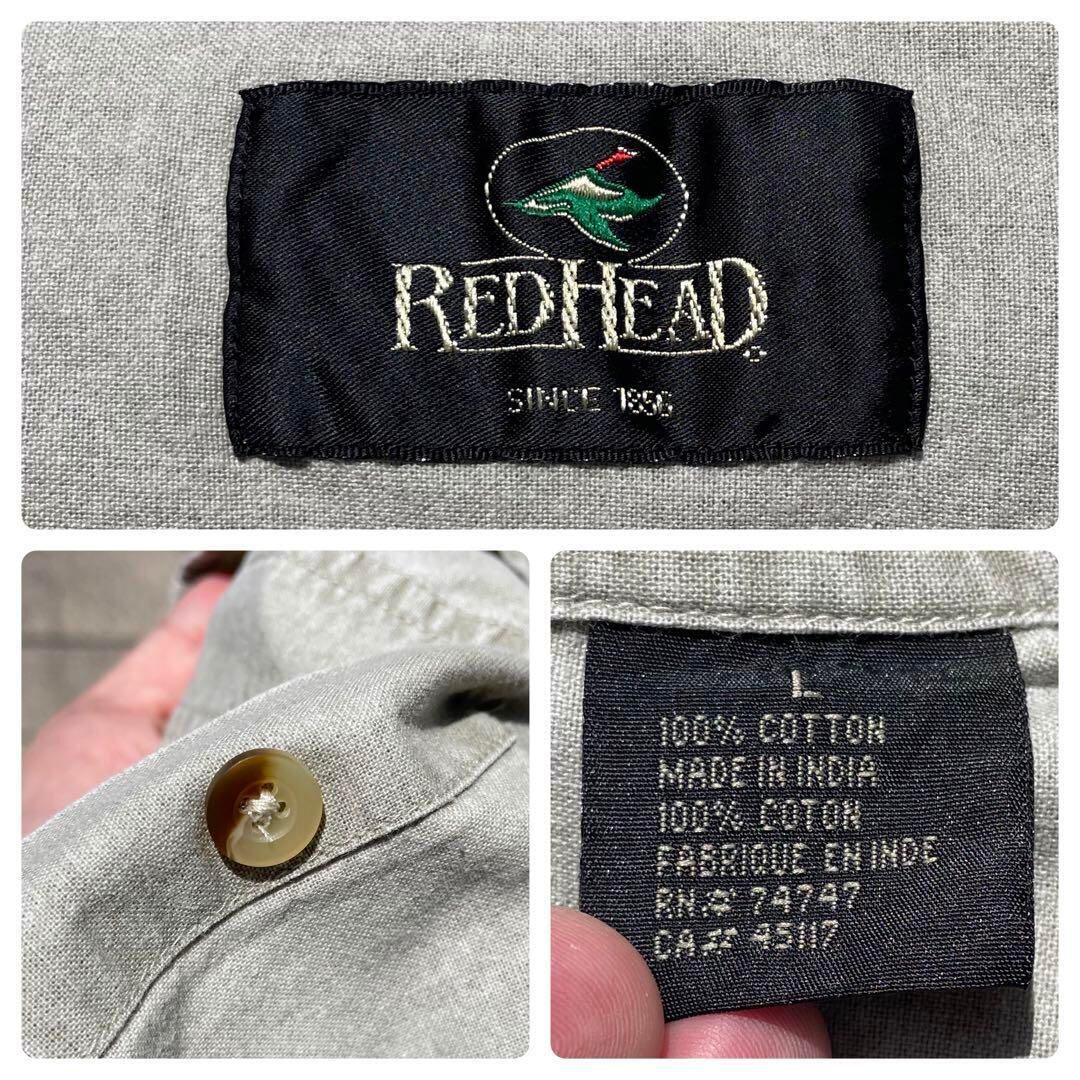 REDHEAD®
SINCE 1856
L
100% COTTON
MADE IN INDIA
100% COTON
FABRIQUE EN INDE
RN.# 74747
CA# 45117